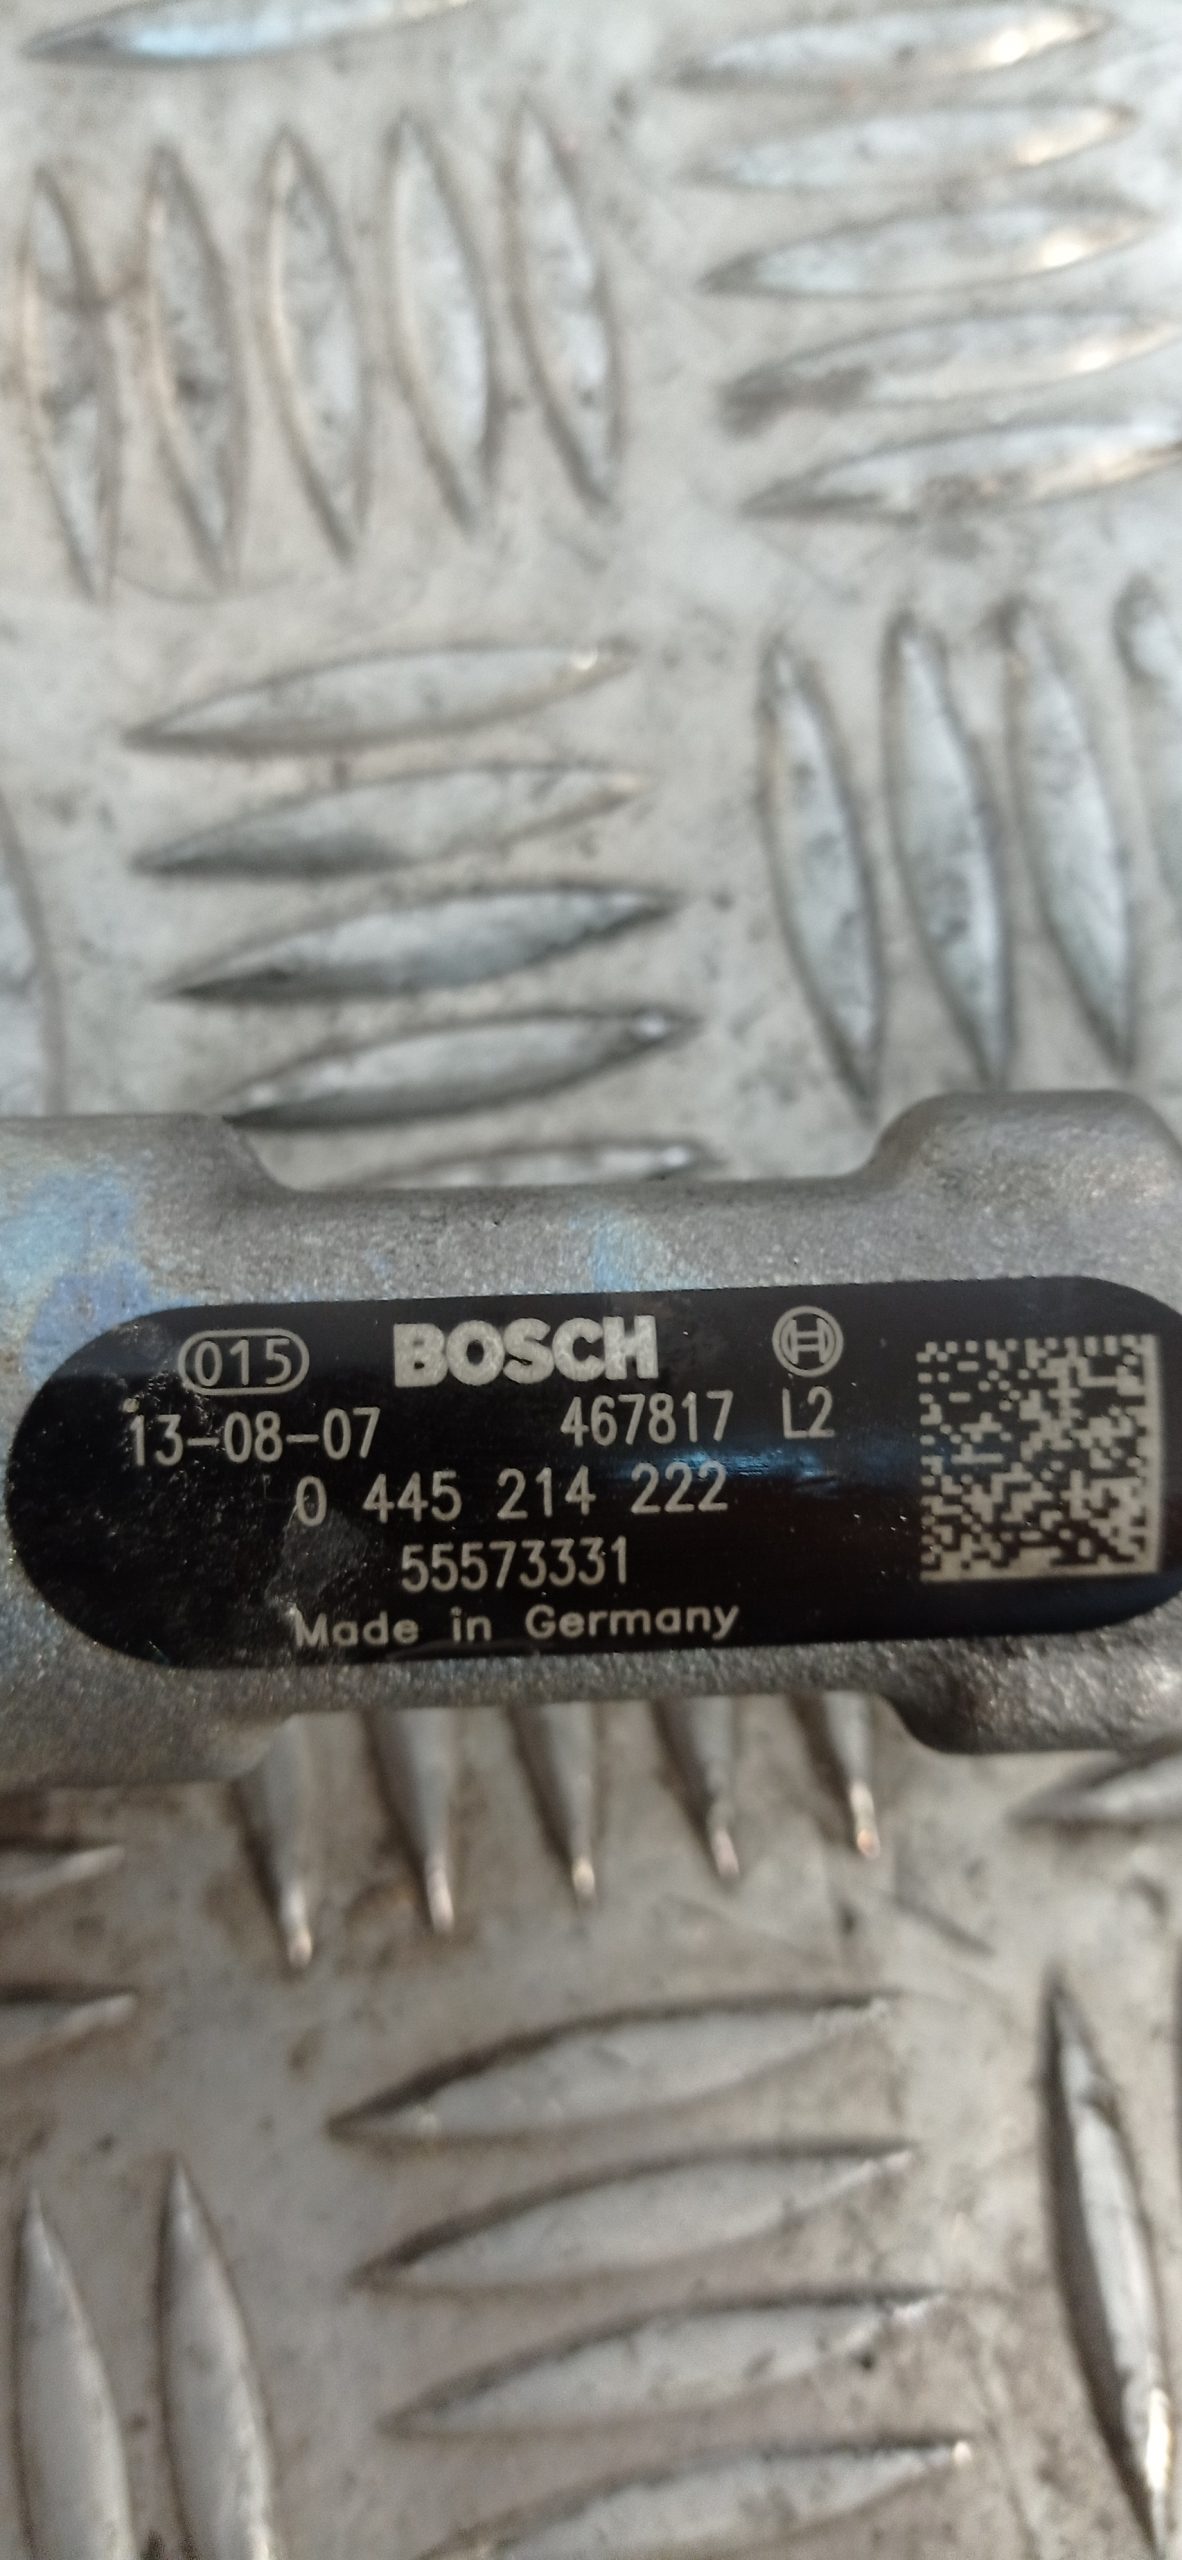 015 BOSCH
13-08-07 467817 L2
0 445 214 222
55573331
Made in Germany